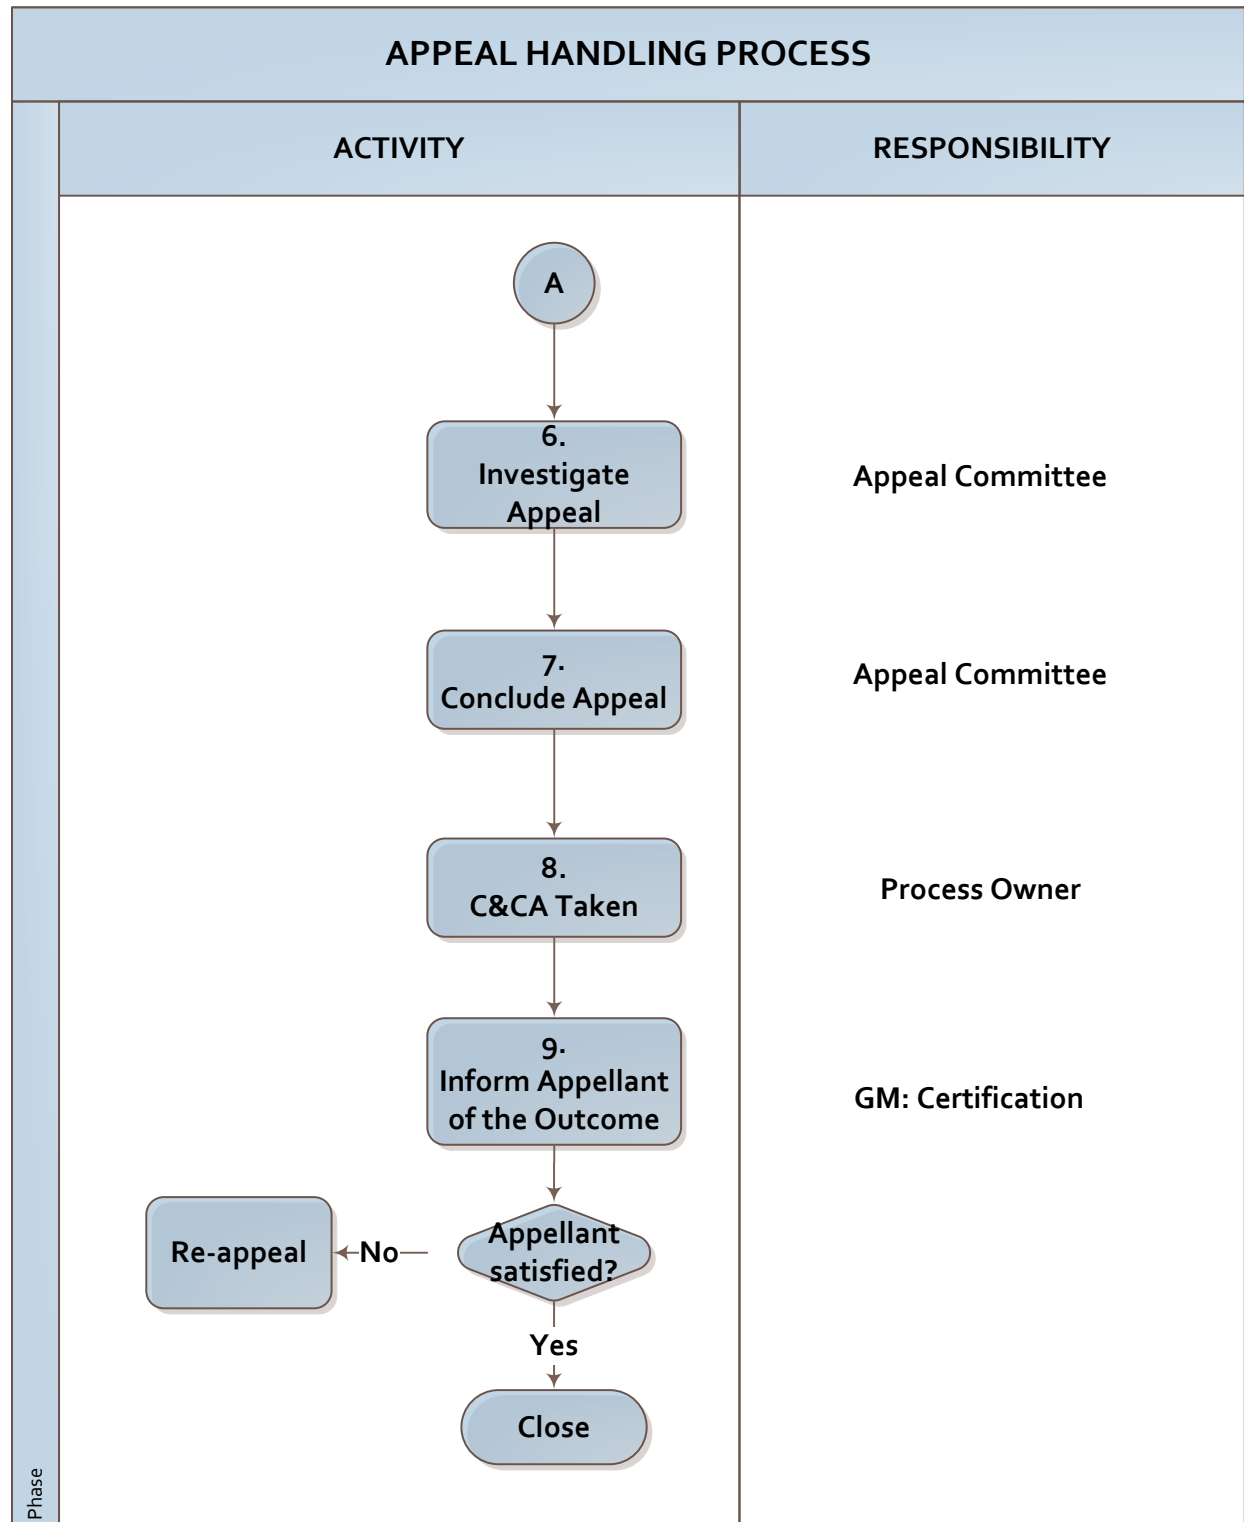 APPEAL HANDLING PROCESS
ACTIVITY
RESPONSIBILITY
A
6.
Investigate
Appeal
Appeal Committee
7.
Conclude Appeal
Appeal Committee
8.
C&CA Taken
Process Owner
9.
Inform Appellant
of the Outcome
GM: Certification
Appellant
satisfied?
No
Re-appeal
Yes
Close
Phase